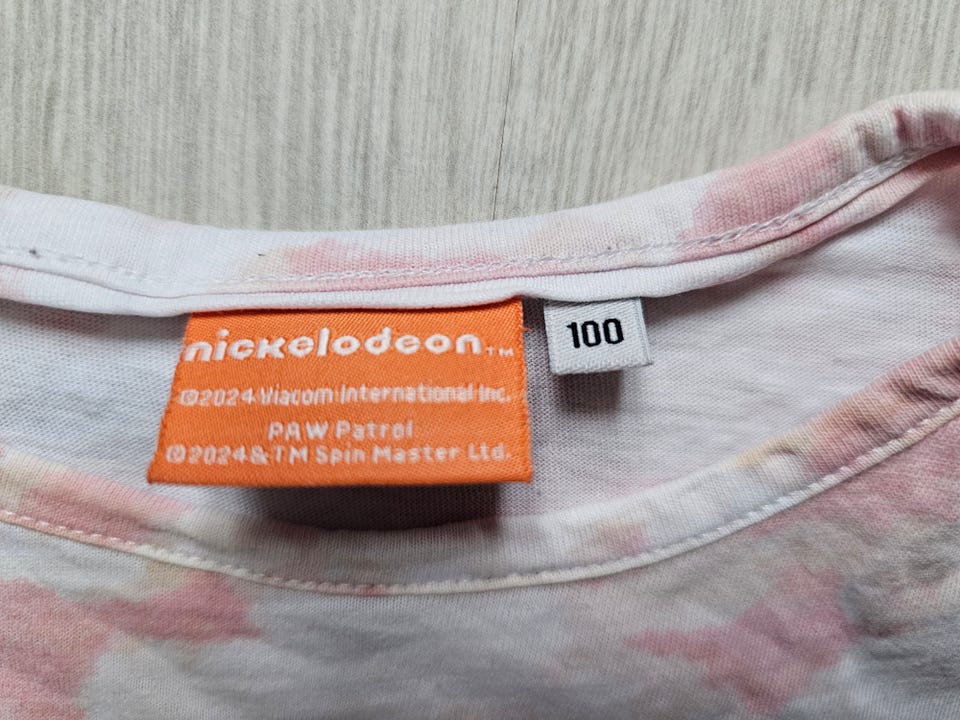 nickelodeon™
©2024 Viacom International Inc.
PAW Patrol
©2024 & TM Spin Master Ltd.
100